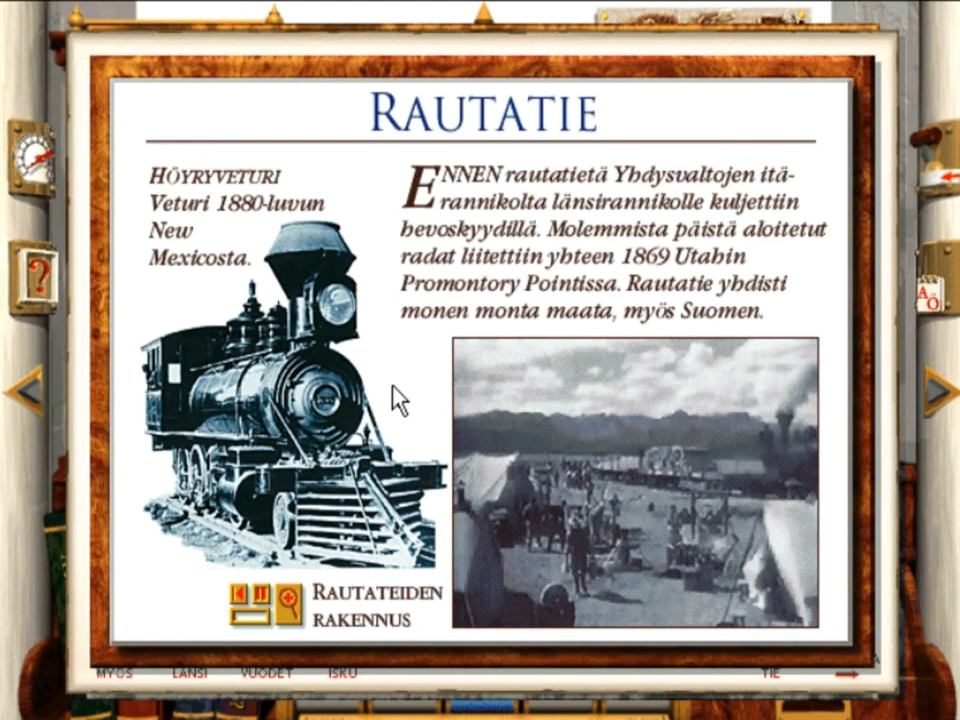 RAUTATIE
HÖYRYVETURI
Veturi 1880-luvun
New
Mexicosta.
ENNEN rautatietä Yhdysvaltojen itä-
rannikolta länsirannikolle kuljettiin
hevoskyydillä. Molemmista päistä aloitetut
radat liitettiin yhteen 1869 Utahin
Promontory Pointissa. Rautatie yhdisti
monen monta maata, myös Suomen.
RAUTATEIDEN
RAKENNUS
?
A
Ö
MYÖS LÄNSI VUODET ISKU TIE